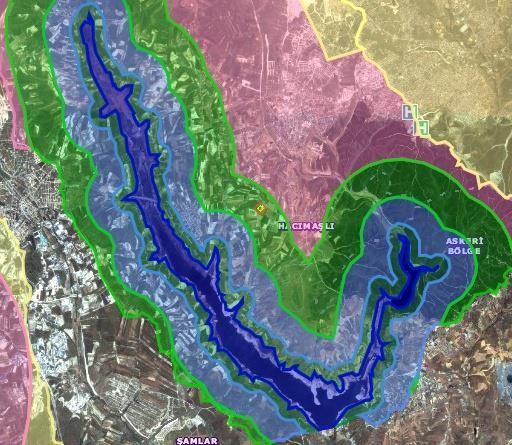 H
H
HACIMAŞLI
ASKERİ
BÖLGE
ŞAMLAR